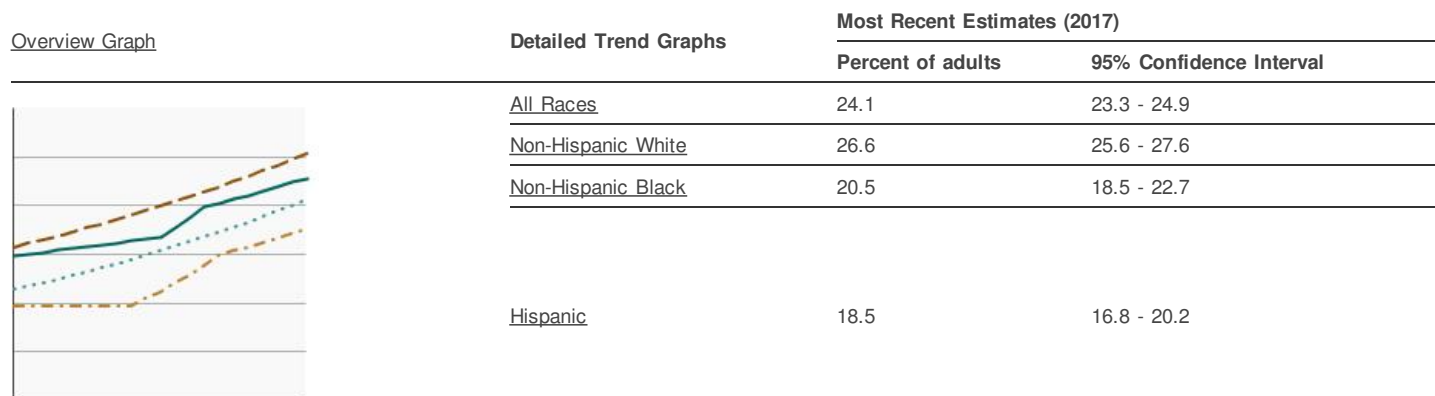 Overview Graph
Detailed Trend Graphs
Most Recent Estimates (2017)
Percent of adults
95% Confidence Interval
All Races
24.1
23.3 - 24.9
Non-Hispanic White
26.6
25.6 - 27.6
Non-Hispanic Black
20.5
18.5 - 22.7
Hispanic
18.5
16.8 - 20.2